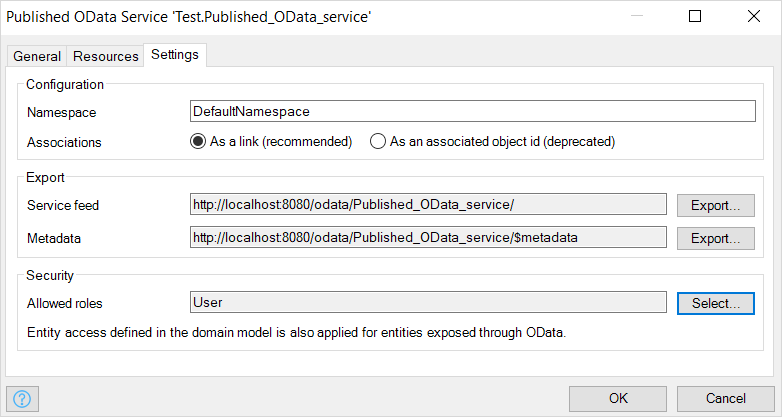 Published OData Service 'Test.Published_OData_service'
General Resources Settings
Configuration
Namespace DefaultNamespace
Associations As a link (recommended) As an associated object id (deprecated)
Export
Service feed http://localhost:8080/odata/Published_OData_service/ Export...
Metadata http://localhost:8080/odata/Published_OData_service/$metadata Export...
Security
Allowed roles User Select...
Entity access defined in the domain model is also applied for entities exposed through OData.
? OK Cancel